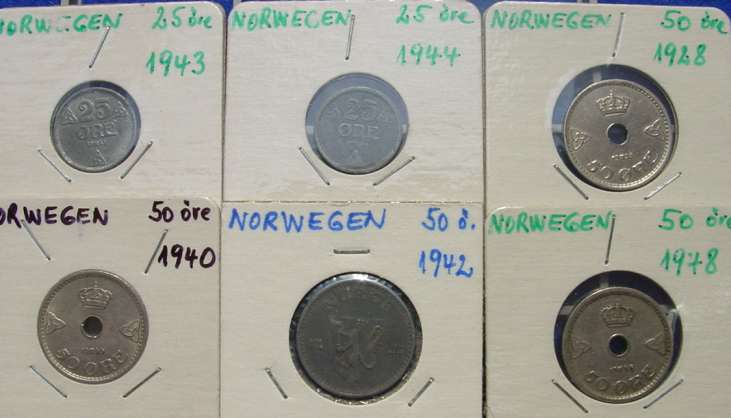 NORWEGEN 25 öre
1943
25
ØRE
NORWEGEN 25 öre
1944
25
ØRE
NORWEGEN 50 öre
1928
50 ØRE
NORWEGEN 50 öre
1940
50 ØRE
NORWEGEN 50 ö.
1942
NORGE
NORWEGEN 50 öre
1978
50 ØRE